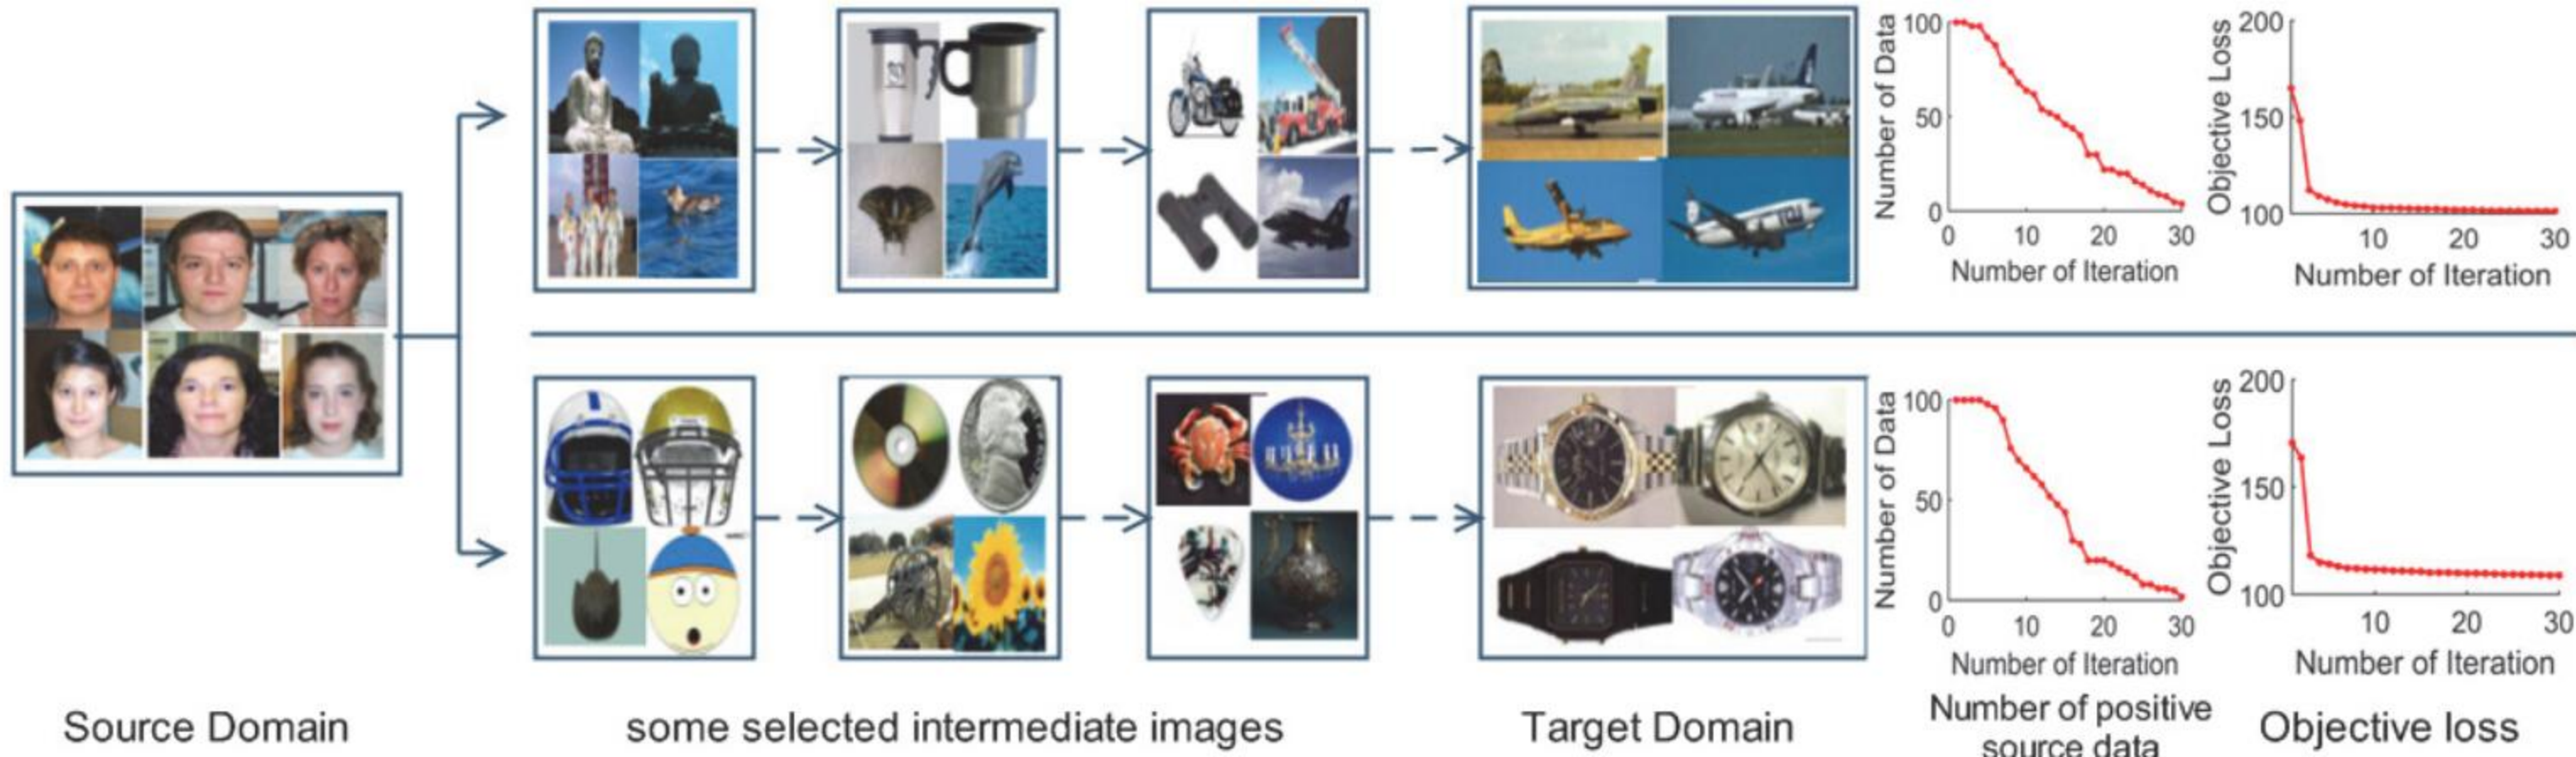 Number of Data
100
50
0
0 10 20 30
Number of Iteration
Objective Loss
200
150
100
10 20 30
Number of Iteration
Number of Data
100
50
0
0 10 20 30
Number of Iteration
Objective Loss
200
150
100
10 20 30
Number of Iteration
Source Domain
some selected intermediate images
Target Domain
Number of positive
source data
Objective loss